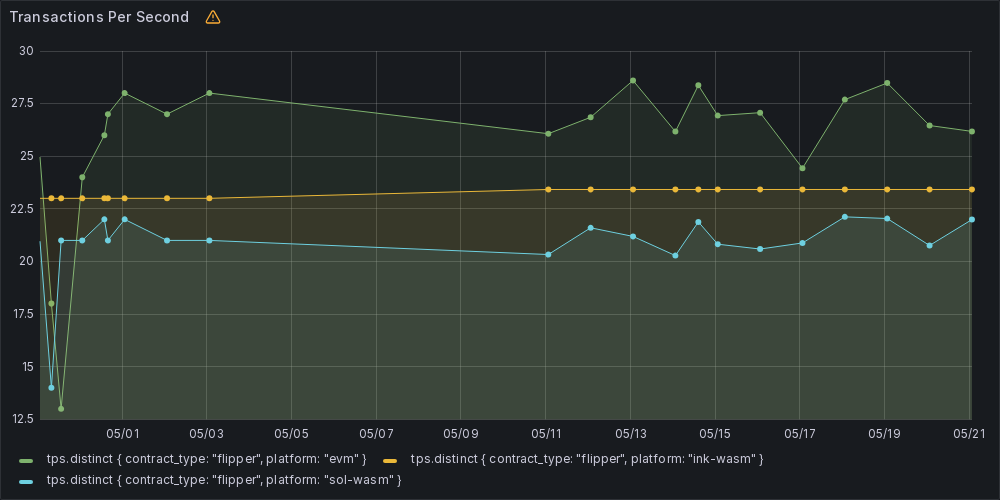 Transactions Per Second
30
27.5
25
22.5
20
17.5
15
12.5
05/01 05/03 05/05 05/07 05/09 05/11 05/13 05/15 05/17 05/19 05/21
tps.distinct { contract_type: "flipper", platform: "evm" } tps.distinct { contract_type: "flipper", platform: "ink-wasm" }
tps.distinct { contract_type: "flipper", platform: "sol-wasm" }